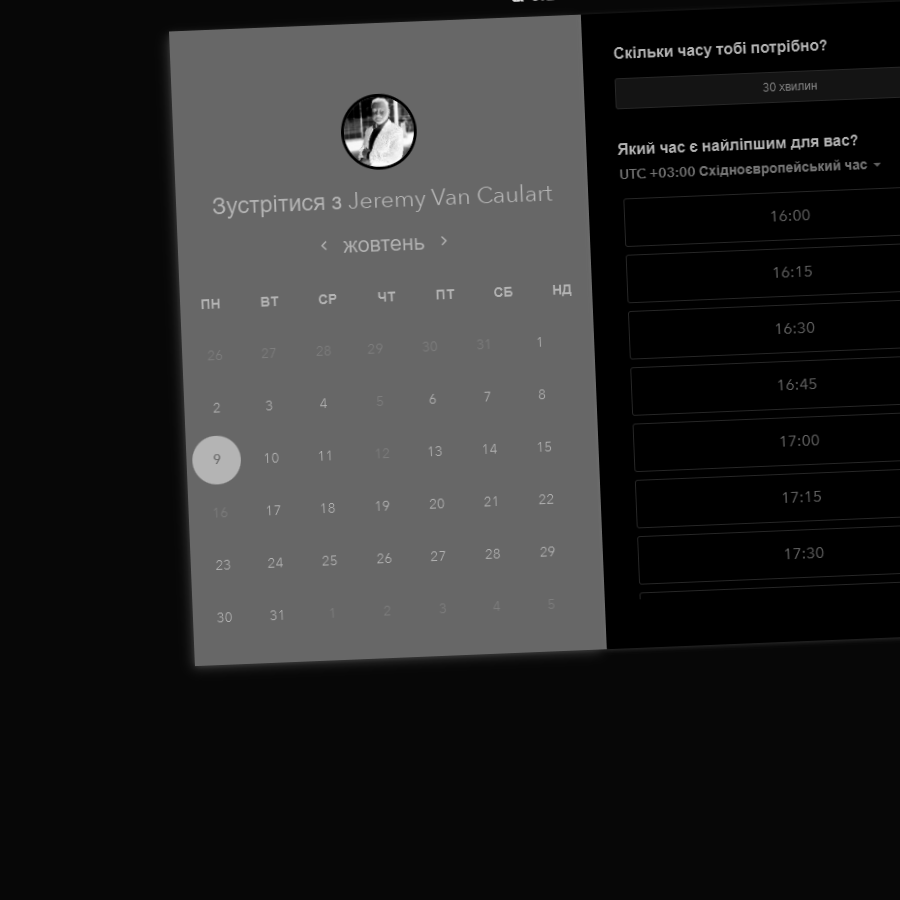 Зустрітися з Jeremy Van Caulart
‹ жовтень ›
ПН ВТ СР ЧТ ПТ СБ НД
26 27 28 29 30 31 1
2 3 4 5 6 7 8
9 10 11 12 13 14 15
16 17 18 19 20 21 22
23 24 25 26 27 28 29
30 31 1 2 3 4 5
Скільки часу тобі потрібно?
30 хвилин
Який час є найліпшим для вас?
UTC +03:00 Східноєвропейський час
16:00
16:15
16:30
16:45
17:00
17:15
17:30